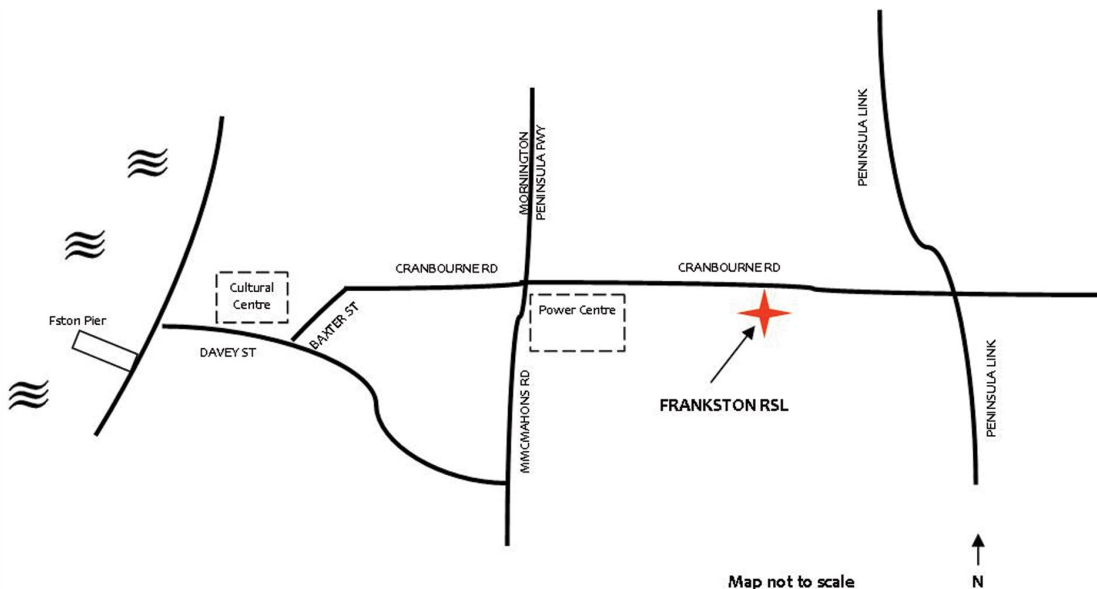 PENINSULA LINK
MORNINGTON
PENINSULA FWY
CRANBOURNE RD
CRANBOURNE RD
Cultural
Centre
Fston Pier
Power Centre
BAXTER ST
DAVEY ST
FRANKSTON RSL
MMCMAHONS RD
PENINSULA LINK
Map not to scale
N